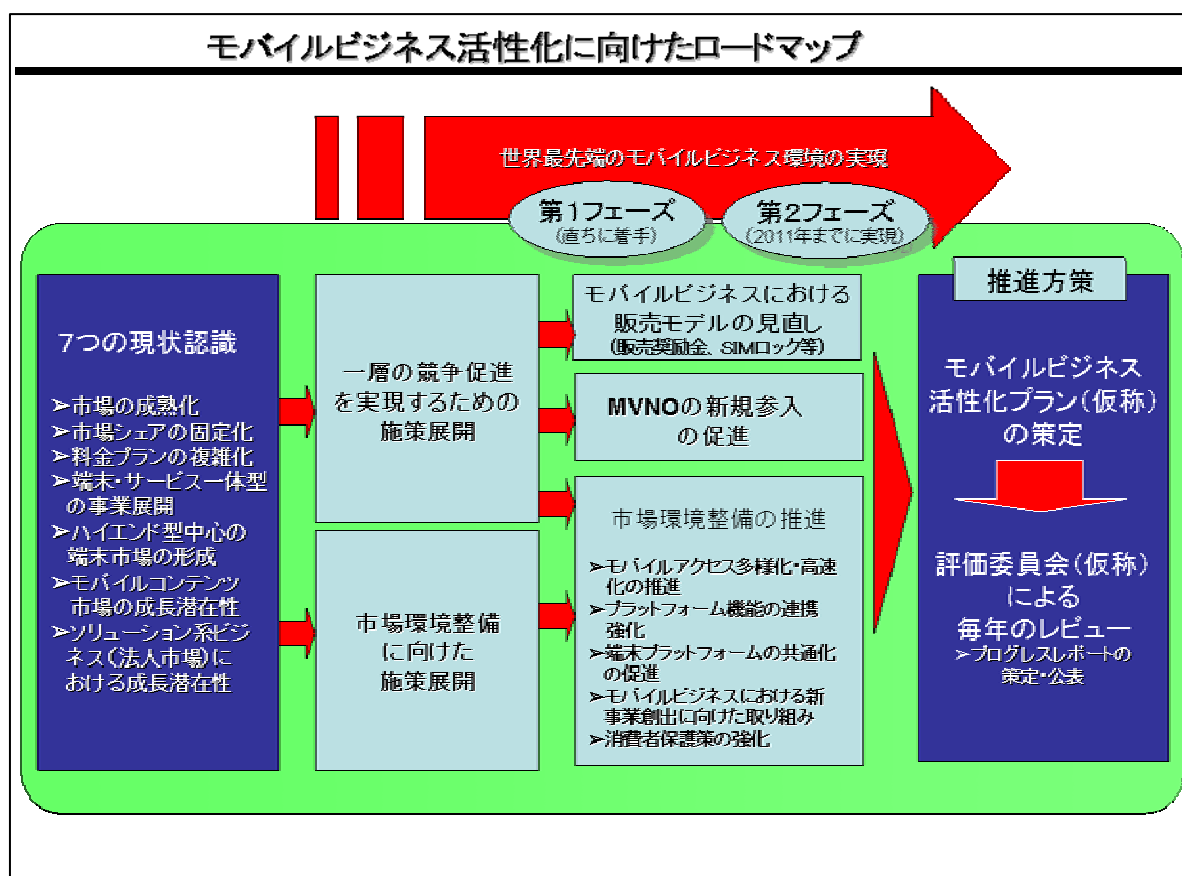 モバイルビジネス活性化に向けたロードマップ
世界最先端のモバイルビジネス環境の実現
第1フェーズ
(直ちに着手)
第2フェーズ
(2011年までに実現)
7つの現状認識
➢市場の成熟化
➢市場シェアの固定化
➢料金プランの複雑化
➢端末・サービス一体型
の事業展開
➢ハイエンド型中心の
端末市場の形成
➢モバイルコンテンツ
市場の成長潜在性
➢ソリューション系ビジ
ネス(法人市場)に
おける成長潜在性
一層の競争促進
を実現するための
施策展開
市場環境整備
に向けた
施策展開
モバイルビジネスにおける
販売モデルの見直し
(販売奨励金、SIMロック等)
MVNOの新規参入
の促進
市場環境整備の推進
➢モバイルアクセス多様化・高速
化の推進
➢プラットフォーム機能の連携
強化
➢端末プラットフォームの共通化
の促進
➢モバイルビジネスにおける新
事業創出に向けた取り組み
➢消費者保護策の強化
推進方策
モバイルビジネス
活性化プラン(仮称)
の策定
評価委員会(仮称)
による
毎年のレビュー
➢プログレスレポートの
策定・公表